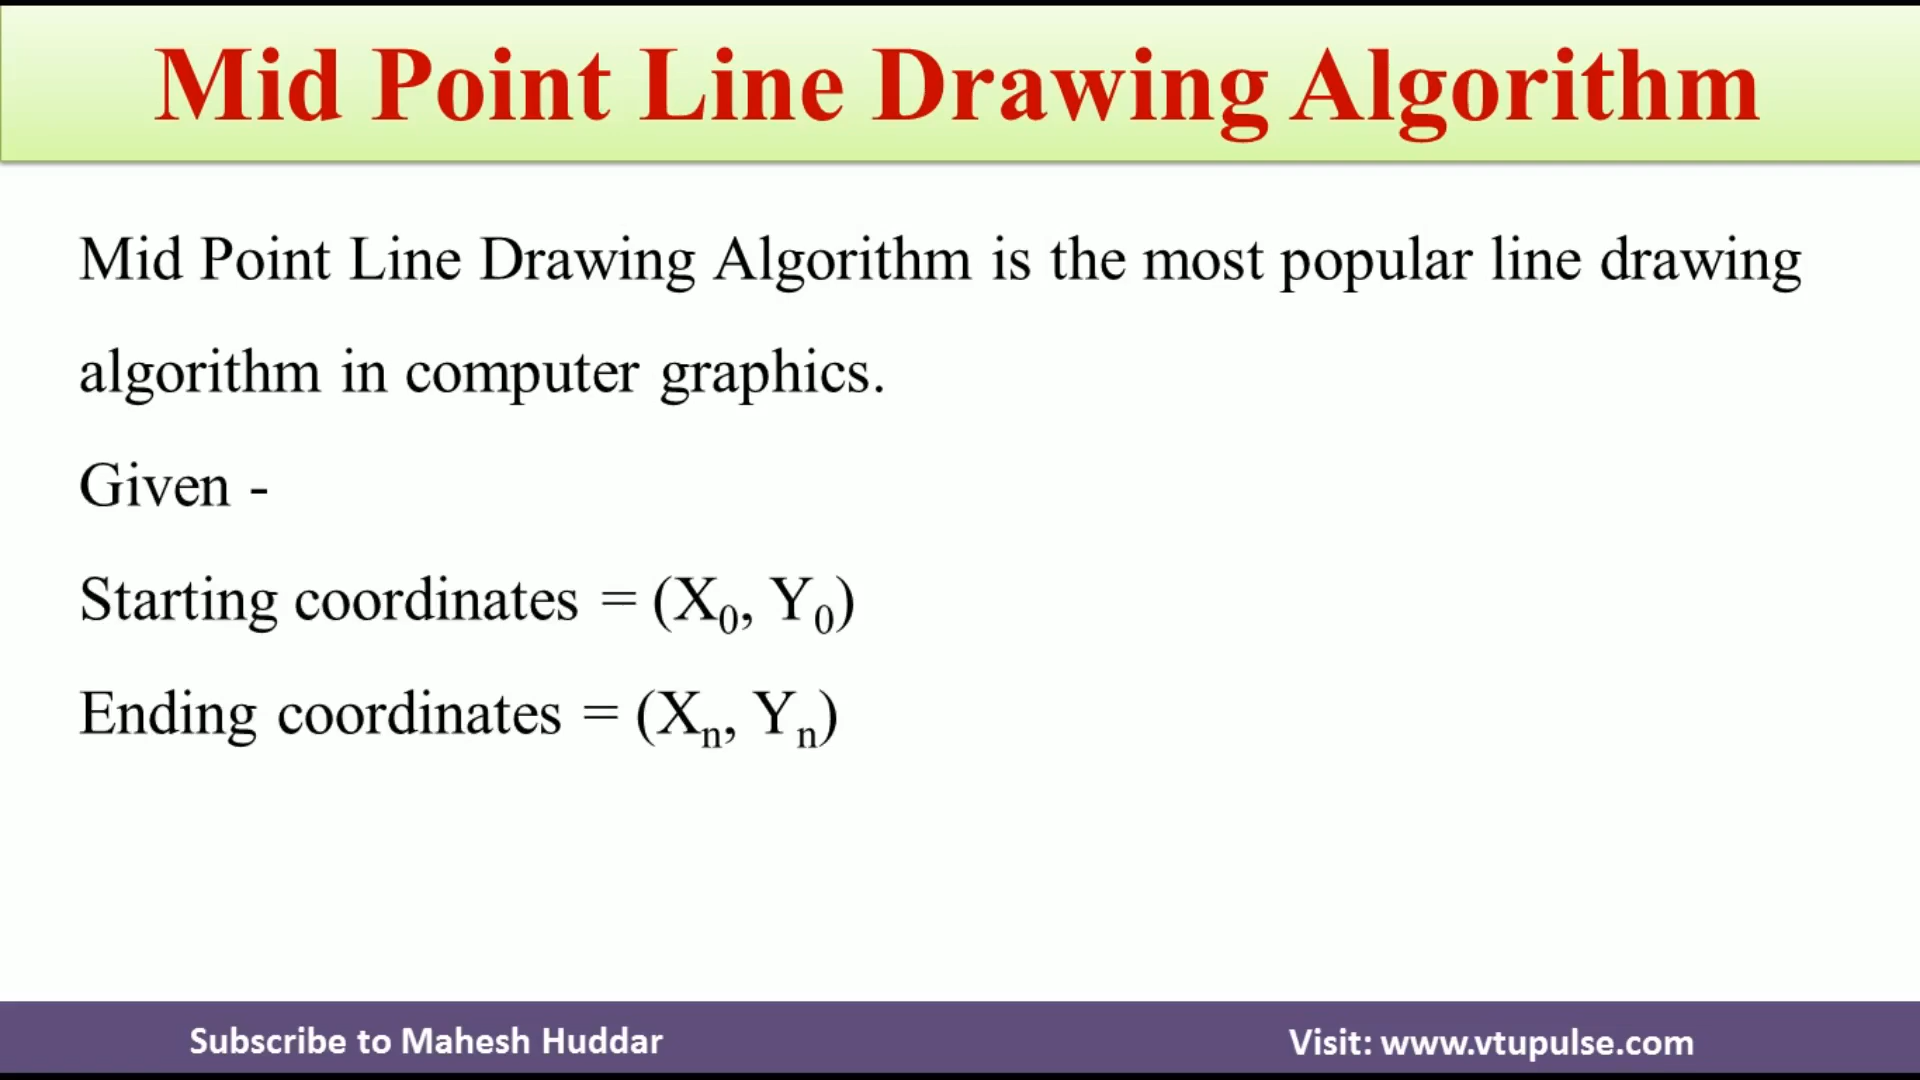 Mid Point Line Drawing Algorithm
Mid Point Line Drawing Algorithm is the most popular line drawing
algorithm in computer graphics.
Given -
Starting coordinates = (X₀, Y₀)
Ending coordinates = (Xₙ, Yₙ)
Subscribe to Mahesh Huddar
Visit: www.vtupulse.com